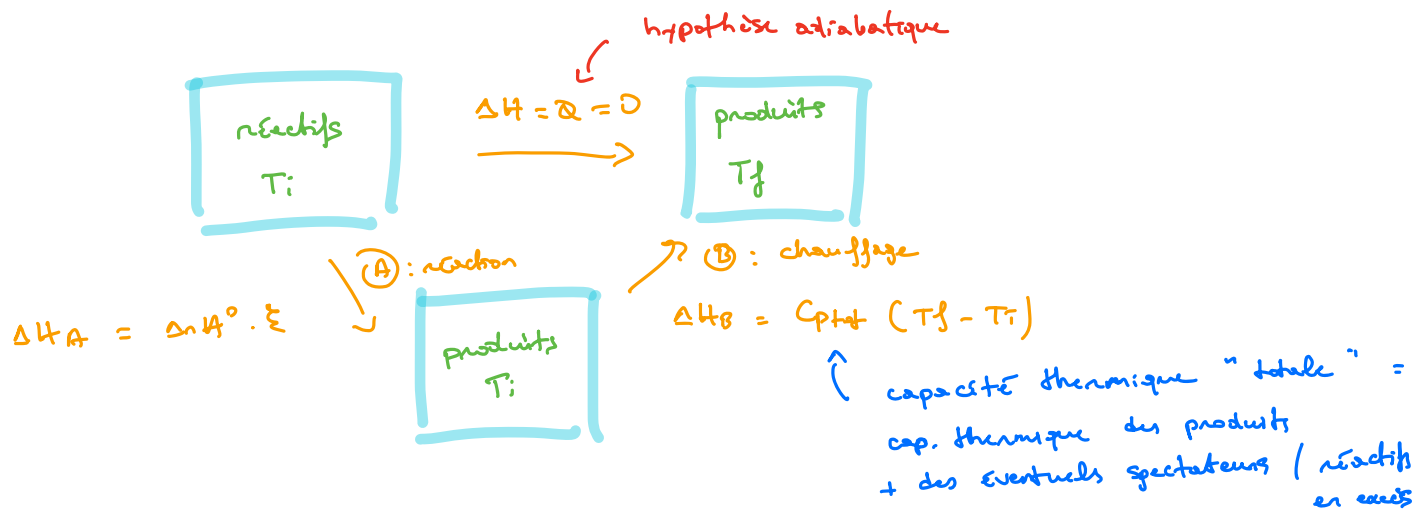 hypothèse adiabatique
réactifs
Ti
ΔH = Q = 0
produits
Tf
Ⓐ : réaction
Ⓑ : chauffage
ΔHA = ΔrH° . ξ
ΔHB = Cptot (Tf - Ti)
produits
Ti
capacité thermique "totale" =
cap. thermique des produits
+ des éventuels spectateurs / réactifs
en excès